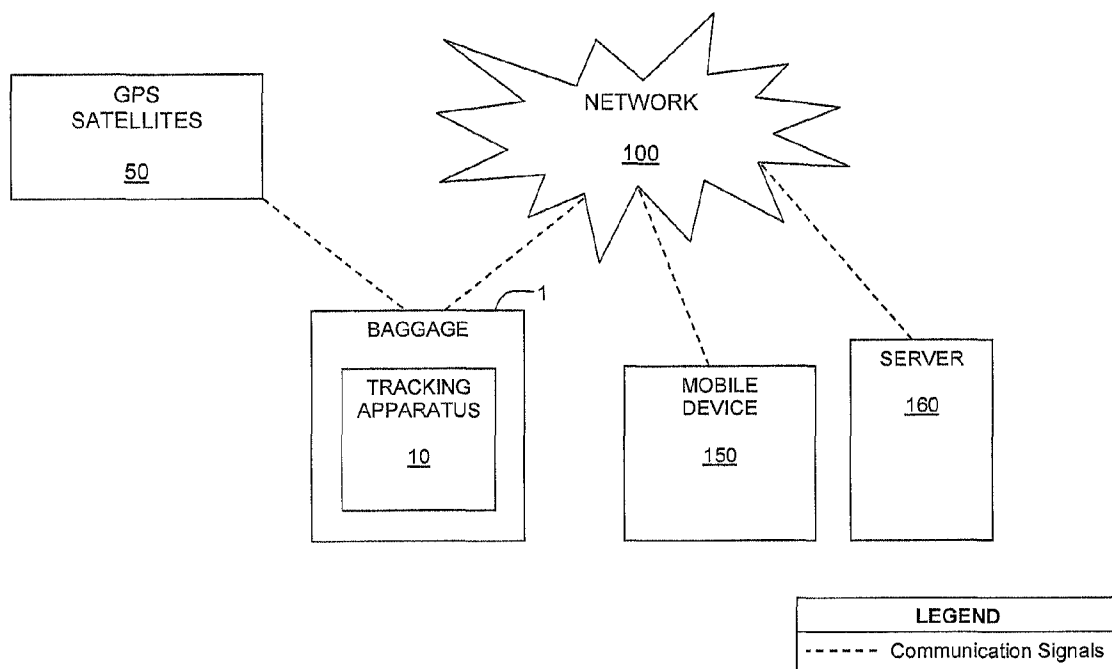 GPS
SATELLITES
50
NETWORK
100
1
BAGGAGE
TRACKING
APPARATUS
10
MOBILE
DEVICE
150
SERVER
160
LEGEND
Communication Signals